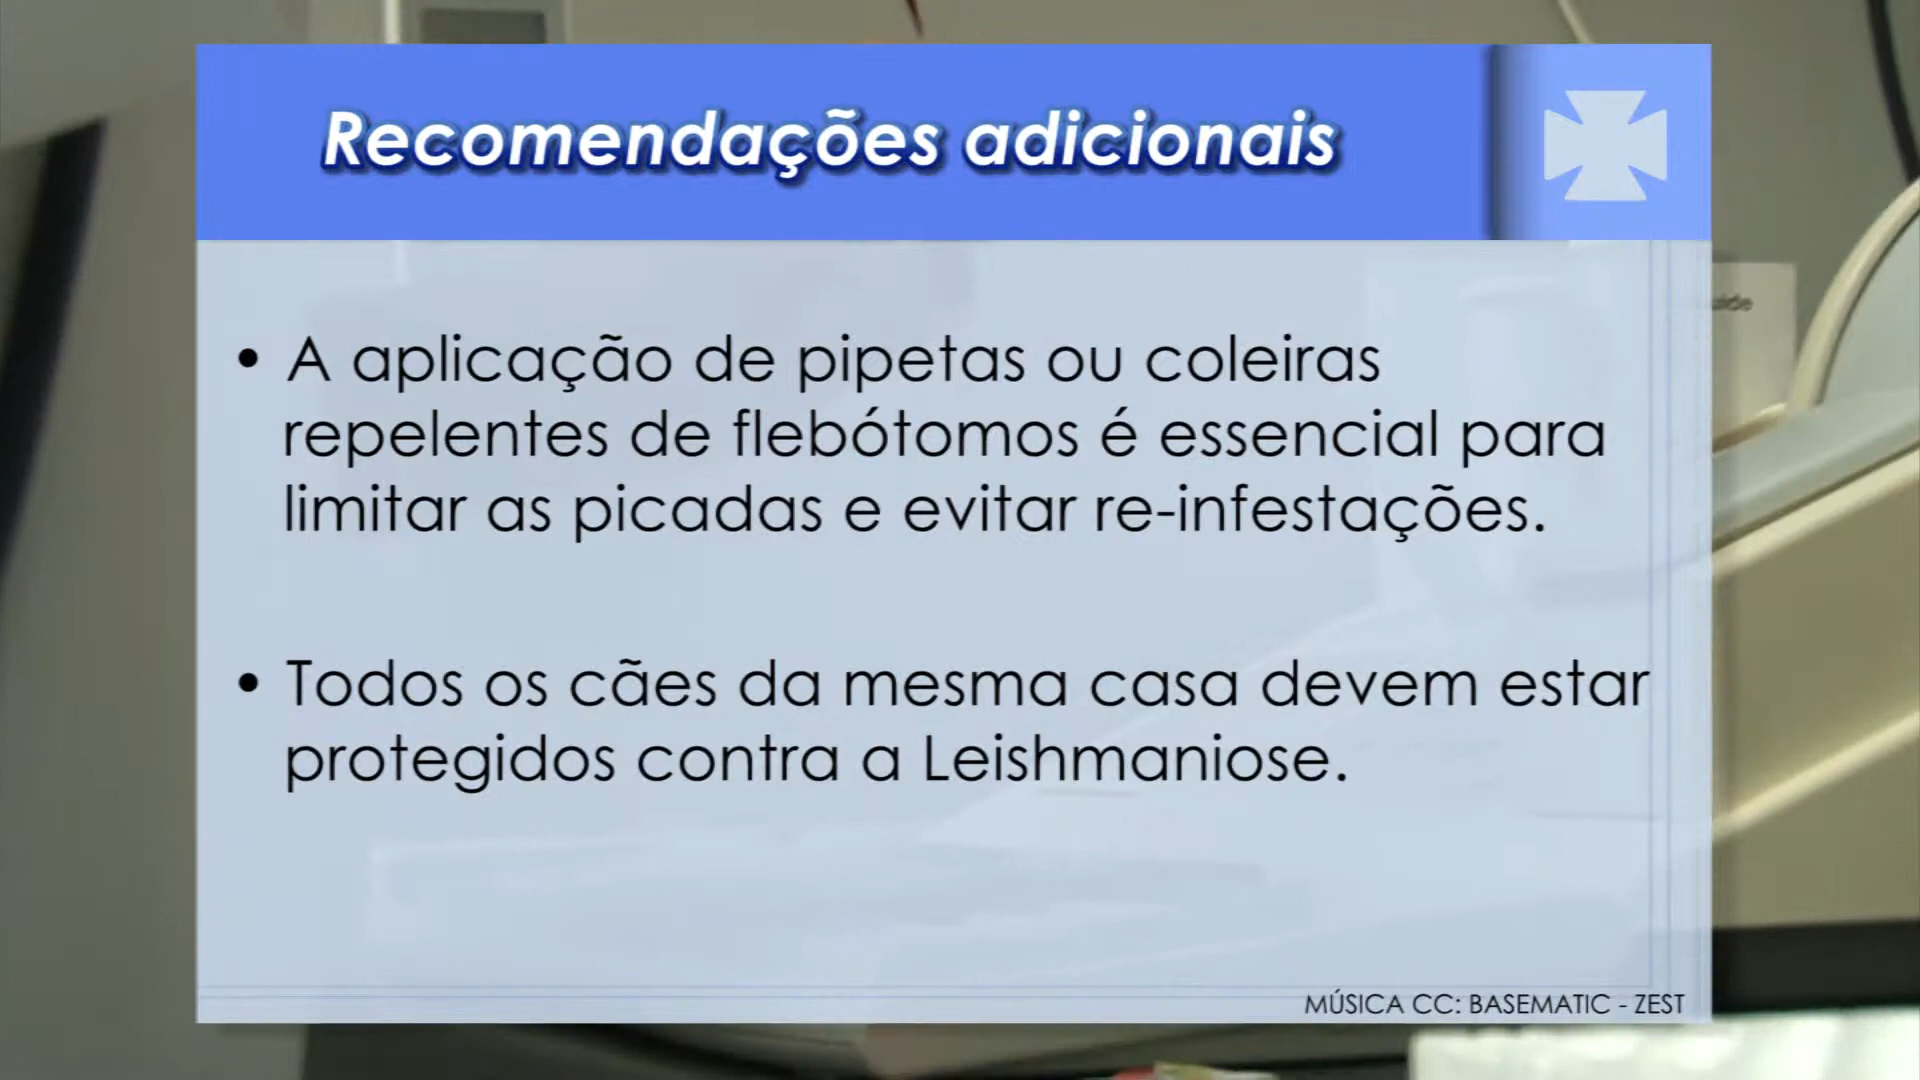 Recomendações adicionais
• A aplicação de pipetas ou coleiras
repelentes de flebótomos é essencial para
limitar as picadas e evitar re-infestações.
• Todos os cães da mesma casa devem estar
protegidos contra a Leishmaniose.
MÚSICA CC: BASEMATIC - ZEST